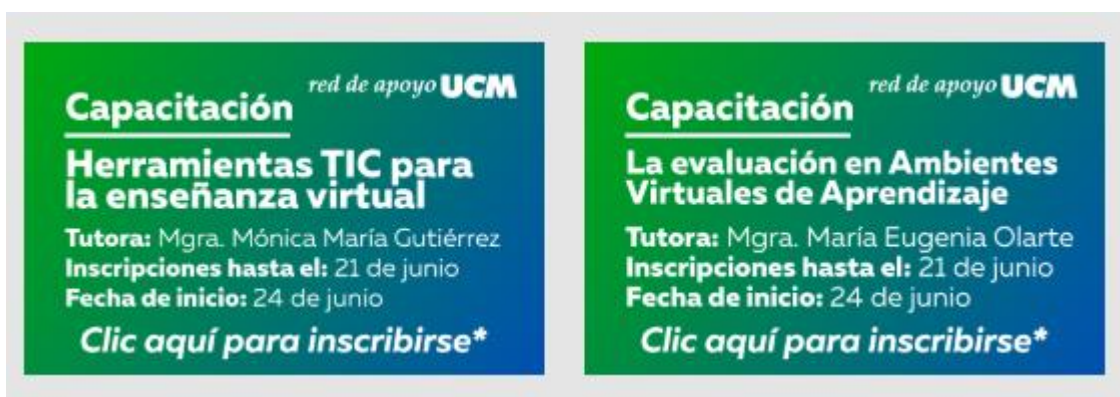 red de apoyo UCM
Capacitación
Herramientas TIC para
la enseñanza virtual
Tutora: Mgra. Mónica María Gutiérrez
Inscripciones hasta el: 21 de junio
Fecha de inicio: 24 de junio
Clic aquí para inscribirse*
red de apoyo UCM
Capacitación
La evaluación en Ambientes
Virtuales de Aprendizaje
Tutora: Mgra. María Eugenia Olarte
Inscripciones hasta el: 21 de junio
Fecha de inicio: 24 de junio
Clic aquí para inscribirse*